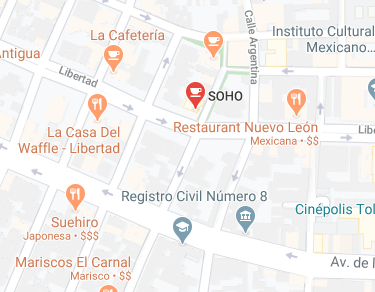 La Cafetería
Calle Argentina
Instituto Cultural
Mexicano...
Antigua
Libertad
SOHO
La Casa Del
Waffle - Libertad
Restaurant Nuevo León
Mexicana • $$
Libe
Registro Civil Número 8
Suehiro
Japonesa • $$$
Cinépolis Tol
Mariscos El Carnal
Marisco • $$
Av. de l